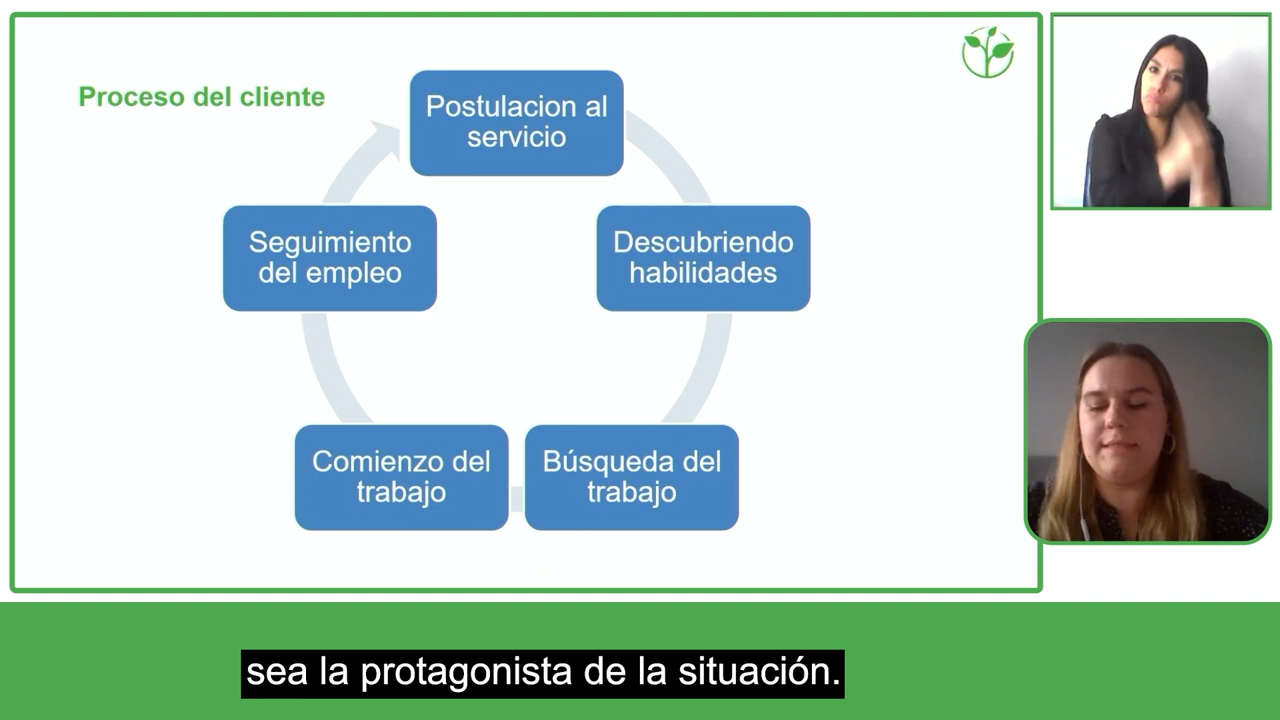 Proceso del cliente
Postulacion al
servicio
Descubriendo
habilidades
Búsqueda del
trabajo
Comienzo del
trabajo
Seguimiento
del empleo
sea la protagonista de la situación.